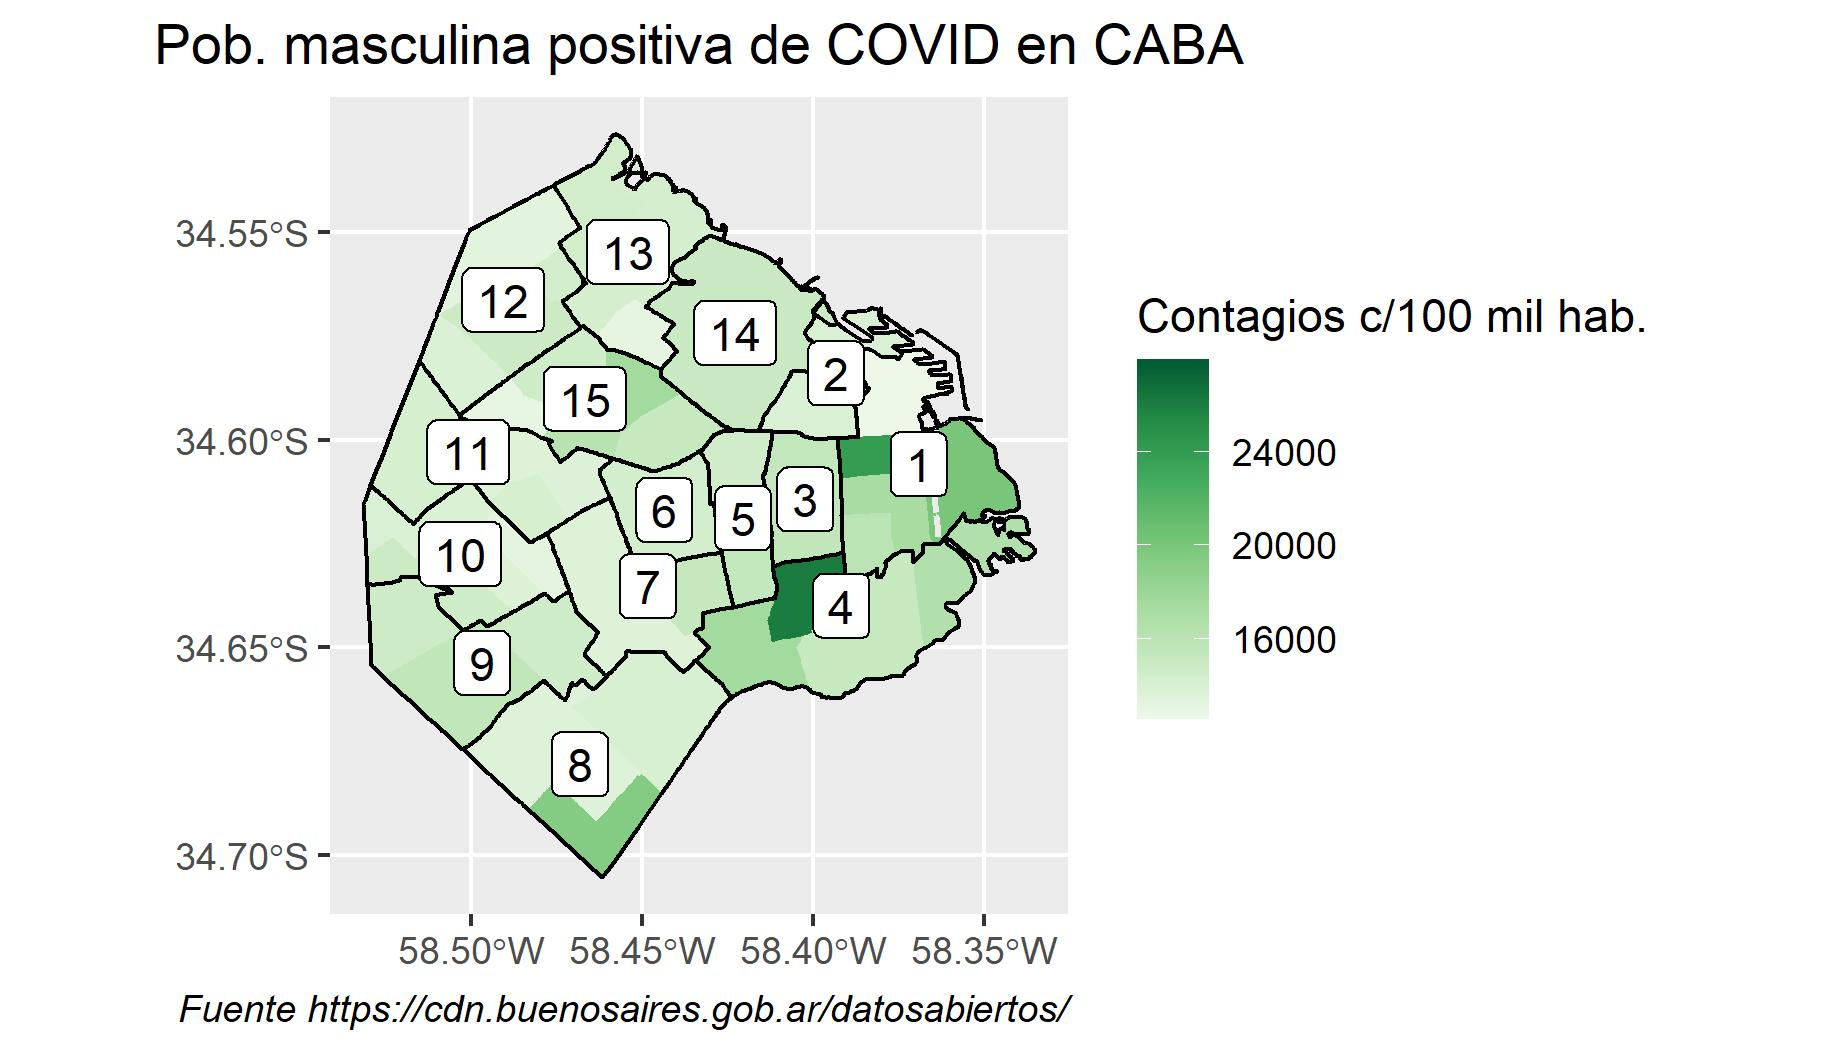 Pob. masculina positiva de COVID en CABA
34.55°S
34.60°S
34.65°S
34.70°S
13
12
14
2
15
11
1
6
5
3
10
7
4
9
8
58.50°W 58.45°W 58.40°W 58.35°W
Contagios c/100 mil hab.
24000
20000
16000
Fuente https://cdn.buenosaires.gob.ar/datosabiertos/